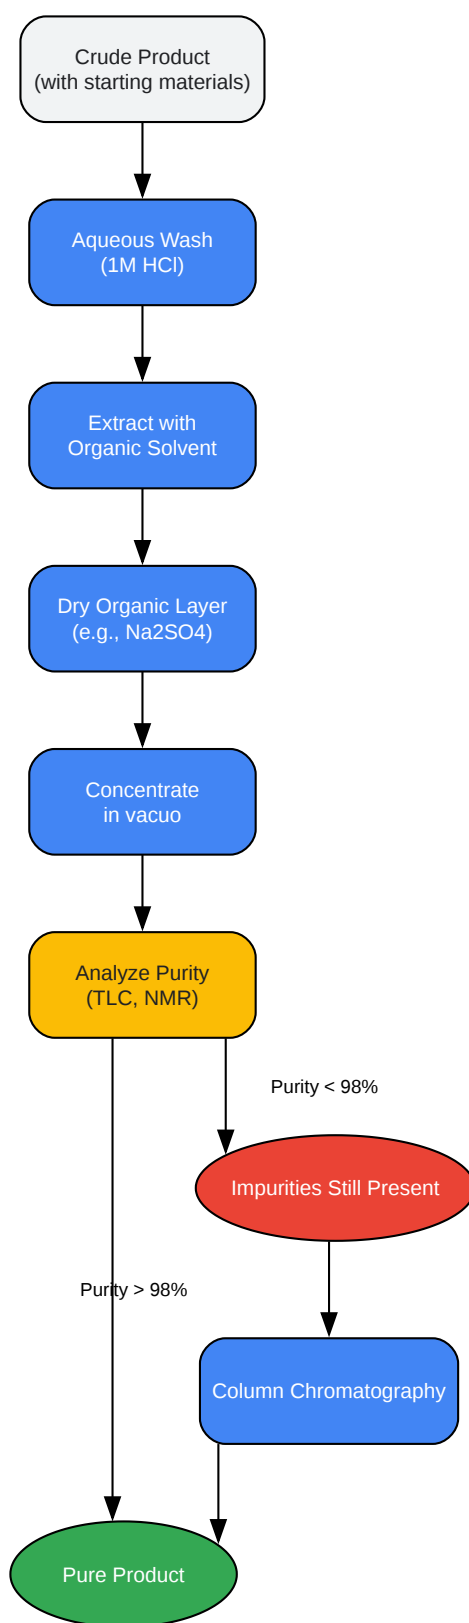 Crude Product
(with starting materials)
Aqueous Wash
(1M HCl)
Extract with
Organic Solvent
Dry Organic Layer
(e.g., Na2SO4)
Concentrate
in vacuo
Analyze Purity
(TLC, NMR)
Purity < 98%
Impurities Still Present
Purity > 98%
Column Chromatography
Pure Product